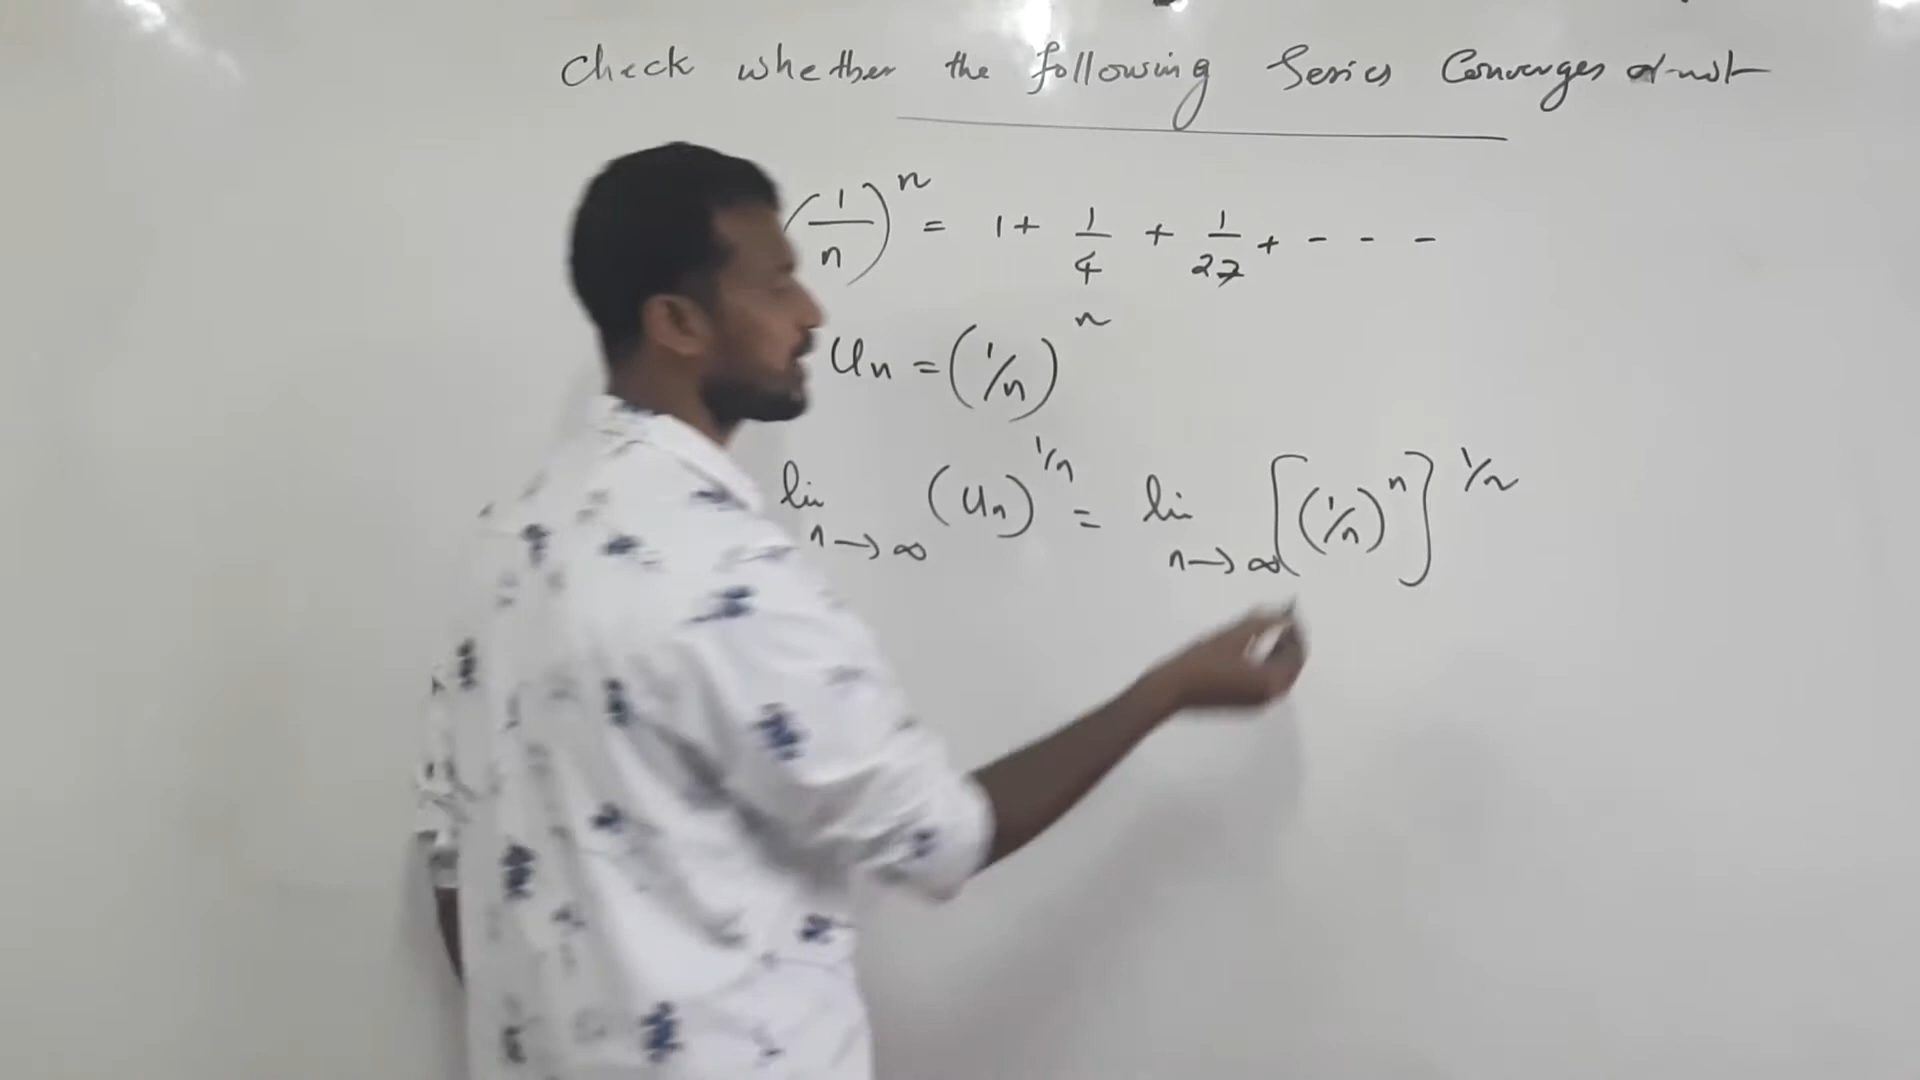 Check whether the following Series Converges or not
(1/n)^n = 1 + 1/4 + 1/27 + - - -
Un = (1/n)^n
lim n→∞ (Un)^1/n = lim n→∞ [(1/n)^n]^1/n